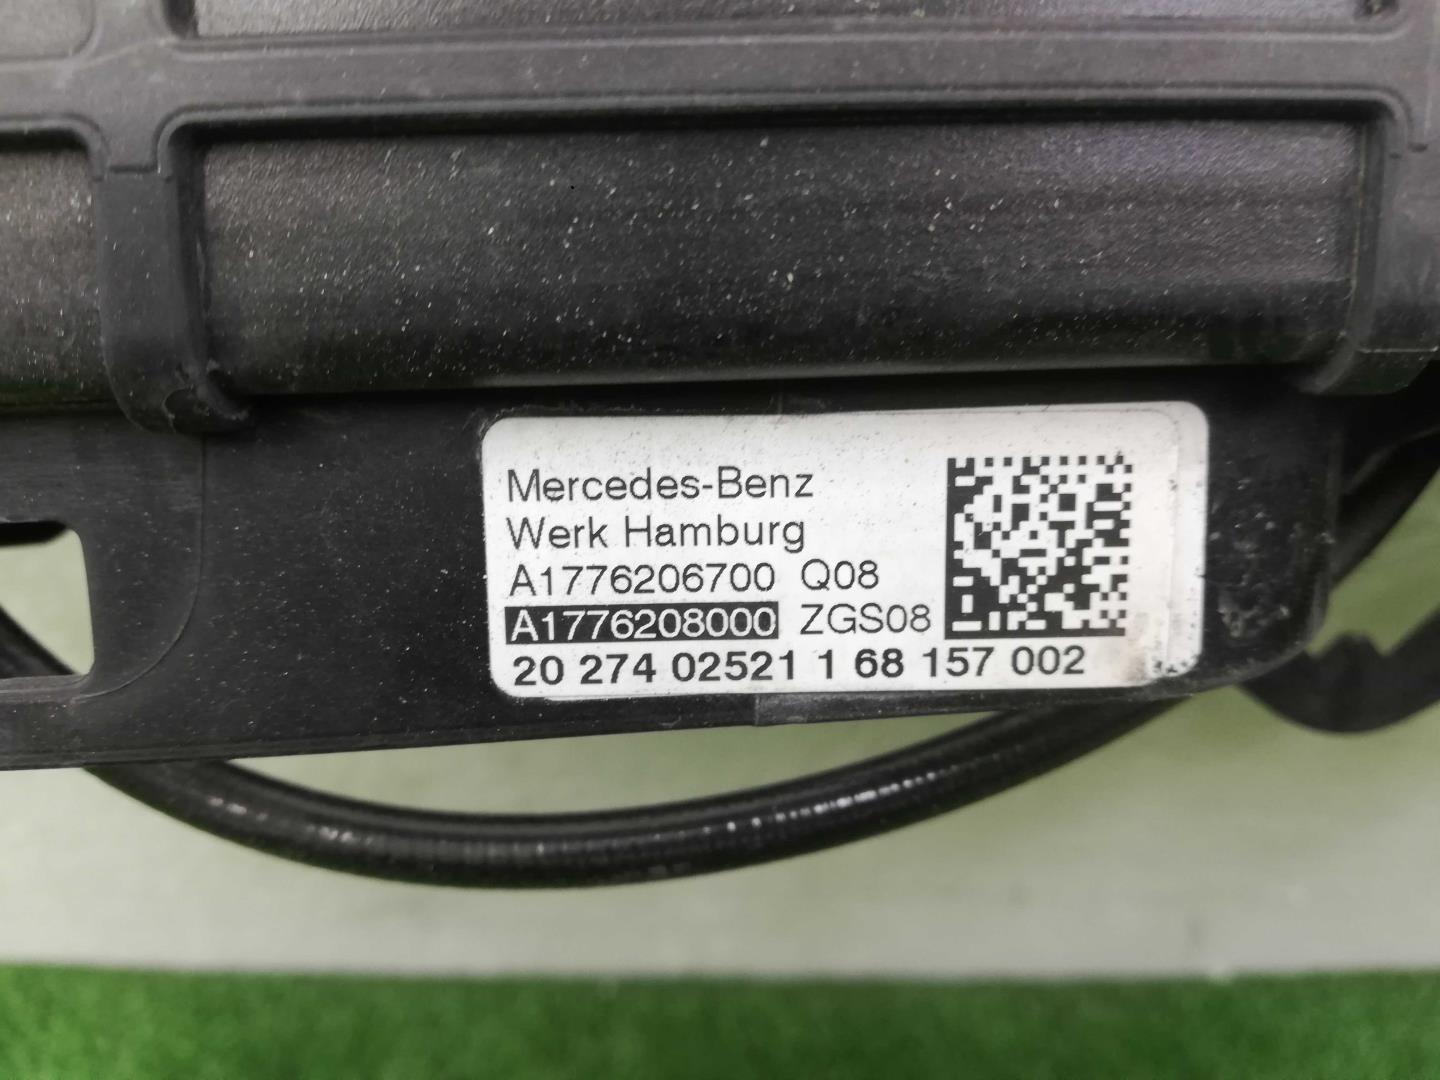 Mercedes-Benz
Werk Hamburg
A1776206700 Q08
A1776208000 ZGS08
20 274 02521 1 68 157 002